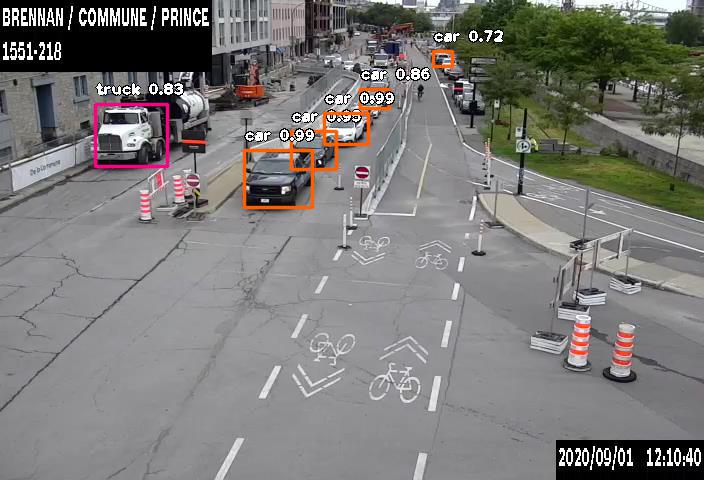 BRENNAN / COMMUNE / PRINCE
1551-218
car 0.72
car 0.86
truck 0.83
car 0.99
car 0.95
car 0.99
2020/09/01 12:10:40